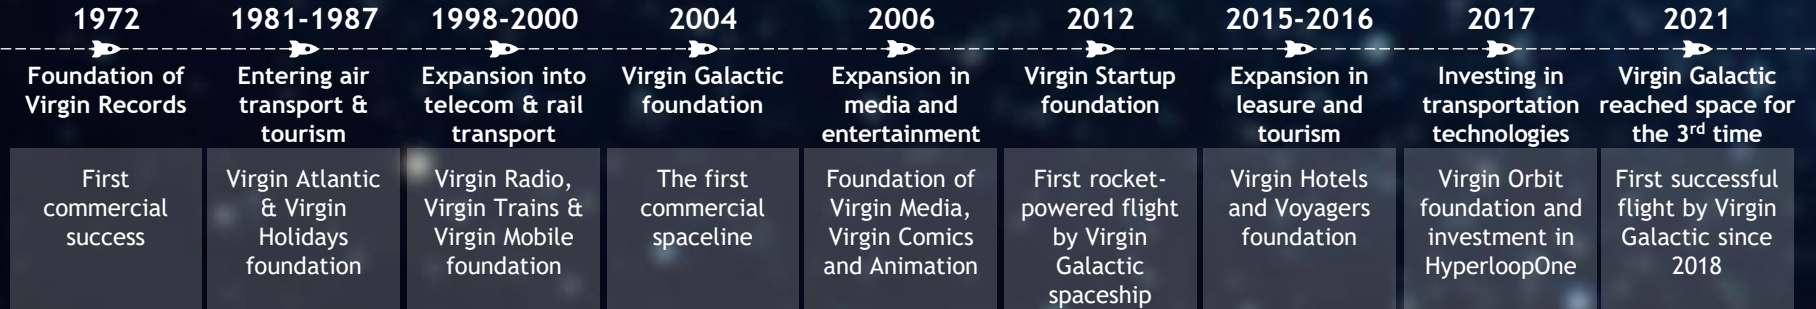 1972
Foundation of
Virgin Records
First
commercial
success
1981-1987
Entering air
transport &
tourism
Virgin Atlantic
& Virgin
Holidays
foundation
1998-2000
Expansion into
telecom & rail
transport
Virgin Radio,
Virgin Trains &
Virgin Mobile
foundation
2004
Virgin Galactic
foundation
The first
commercial
spaceline
2006
Expansion in
media and
entertainment
Foundation of
Virgin Media,
Virgin Comics
and Animation
2012
Virgin Startup
foundation
First rocket-
powered flight
by Virgin
Galactic
spaceship
2015-2016
Expansion in
leasure and
tourism
Virgin Hotels
and Voyagers
foundation
2017
Investing in
transportation
technologies
Virgin Orbit
foundation and
investment in
HyperloopOne
2021
Virgin Galactic
reached space for
the 3rd time
First successful
flight by Virgin
Galactic since
2018